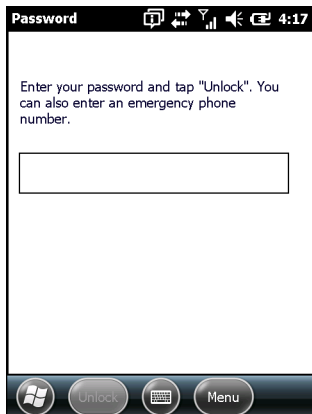 Password 4:17
Enter your password and tap "Unlock". You
can also enter an emergency phone
number.
Unlock Menu